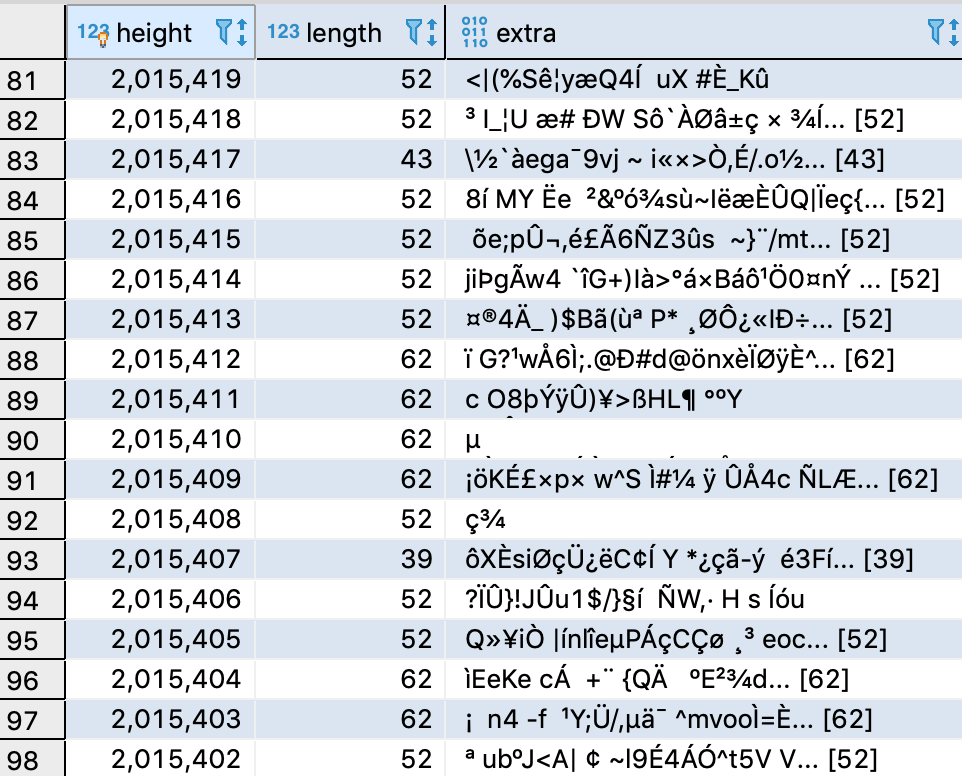 123 height 123 length 010 011 110 extra
81 2,015,419 52 <|(%Sê¦yæQ4Í uX #È_Kû
82 2,015,418 52 ³ l_¦U æ# ÐW Sô`ÀØâ±ç × ¾Í... [52]
83 2,015,417 43 \½`àega¯9vj ~ i«×>Ò,É/.o½... [43]
84 2,015,416 52 8í MY Ëe ²&ºó¾sù~lëæÈÛQ|Ïeç{... [52]
85 2,015,415 52 õe;pÛ¬,é£Ã6ÑZ3ûs ~}¨/mt... [52]
86 2,015,414 52 jiÞgÃw4 `îG+)Ià>°á×Báô¹Ö0¤nÝ ... [52]
87 2,015,413 52 ¤®4Ä_ )$Bã(ùª P* ¸ØÔ¿«IÐ÷... [52]
88 2,015,412 62 ï G?¹wÅ6Ì;.@Ð#d@önxèÏØÿÈ^... [62]
89 2,015,411 62 c O8þÝÿÛ)¥>ßHL¶ °ºY
90 2,015,410 62 µ
91 2,015,409 62 ¡öKÉ£×p× w^S Ì#¼ ÿ ÛÅ4c ÑLÆ... [62]
92 2,015,408 52 ç¾
93 2,015,407 39 ôXÈsiØçÜ¿ëC¢Í Y *¿çã-ý é3Fí... [39]
94 2,015,406 52 ?ÏÛ}!JÛu1$/}§í ÑW,· H s Íóu
95 2,015,405 52 Q»¥iÒ |ínlîeµPÁçCÇø ¸³ eoc... [52]
96 2,015,404 62 ìEeKe cÁ +¨ {QÄ ºE²¾d... [62]
97 2,015,403 62 ¡ n4 -f ¹Y;Ü/,µä¯ ^mvooÌ=È... [62]
98 2,015,402 52 ª ubºJ<A| ¢ ~l9É4ÁÓ^t5V V... [52]